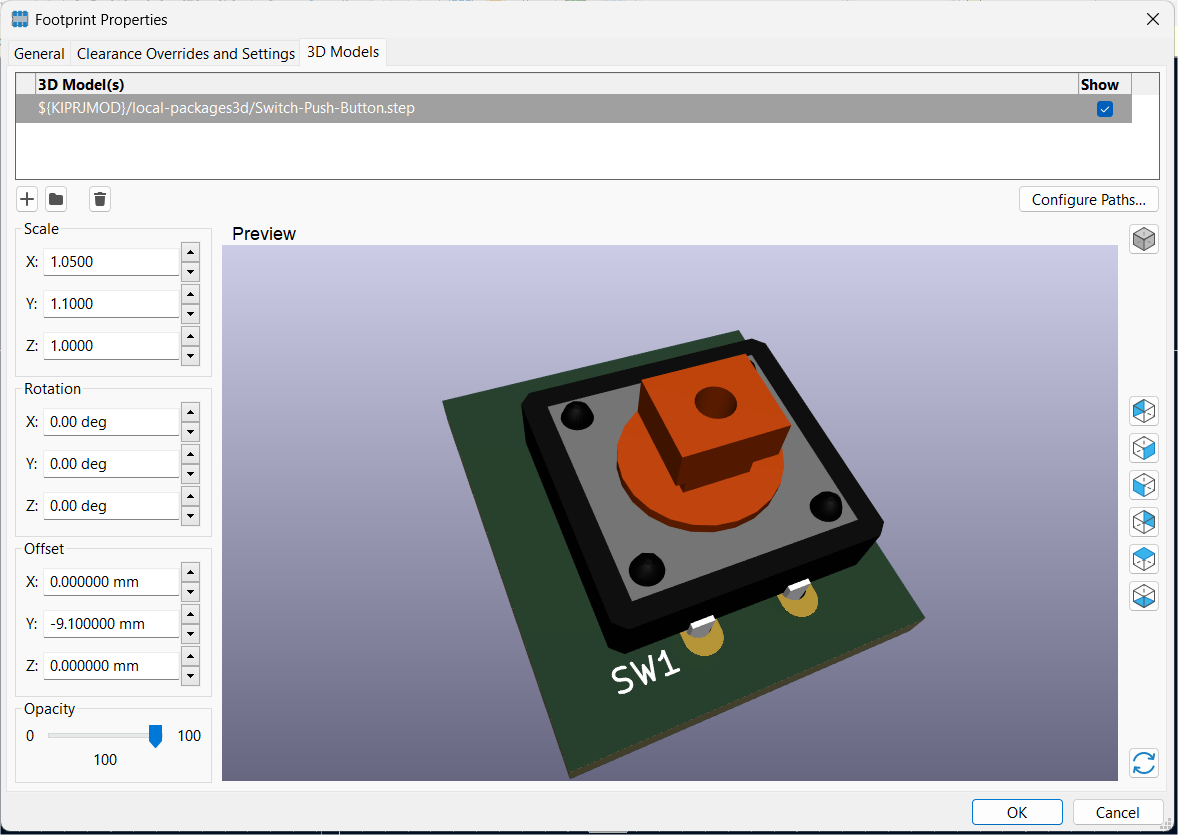 Footprint Properties
General Clearance Overrides and Settings 3D Models
3D Model(s) Show
${KIPRJMOD}/local-packages3d/Switch-Push-Button.step
Configure Paths...
Scale
X: 1.0500
Y: 1.1000
Z: 1.0000
Rotation
X: 0.00 deg
Y: 0.00 deg
Z: 0.00 deg
Offset
X: 0.000000 mm
Y: -9.100000 mm
Z: 0.000000 mm
Opacity
0 100
100
Preview
SW1
OK Cancel